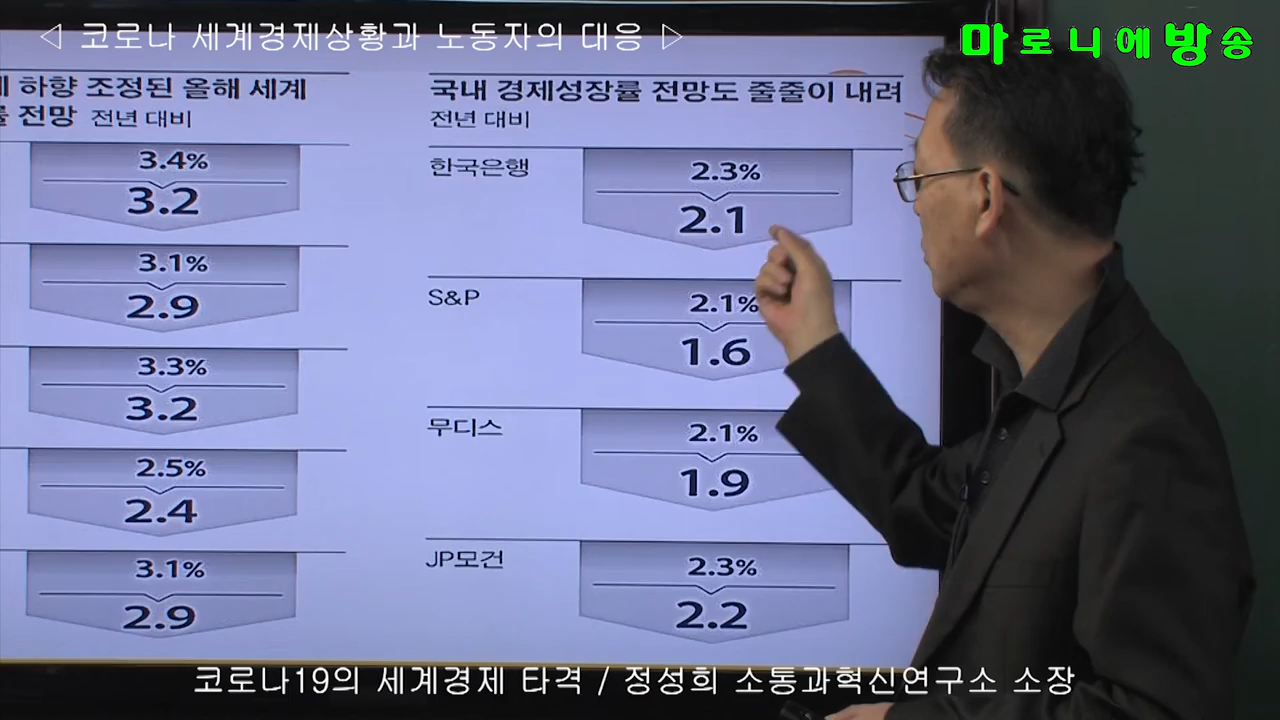 ◁ 코로나 세계경제상황과 노동자의 대응 ▷
마로니에방송
하향 조정된 올해 세계
전망 전년 대비
3.4%
3.2
3.1%
2.9
3.3%
3.2
2.5%
2.4
3.1%
2.9
국내 경제성장률 전망도 줄줄이 내려
전년 대비
한국은행
2.3%
2.1
S&P
2.1%
1.6
무디스
2.1%
1.9
JP모건
2.3%
2.2
코로나19의 세계경제 타격 / 정성희 소통과혁신연구소 소장